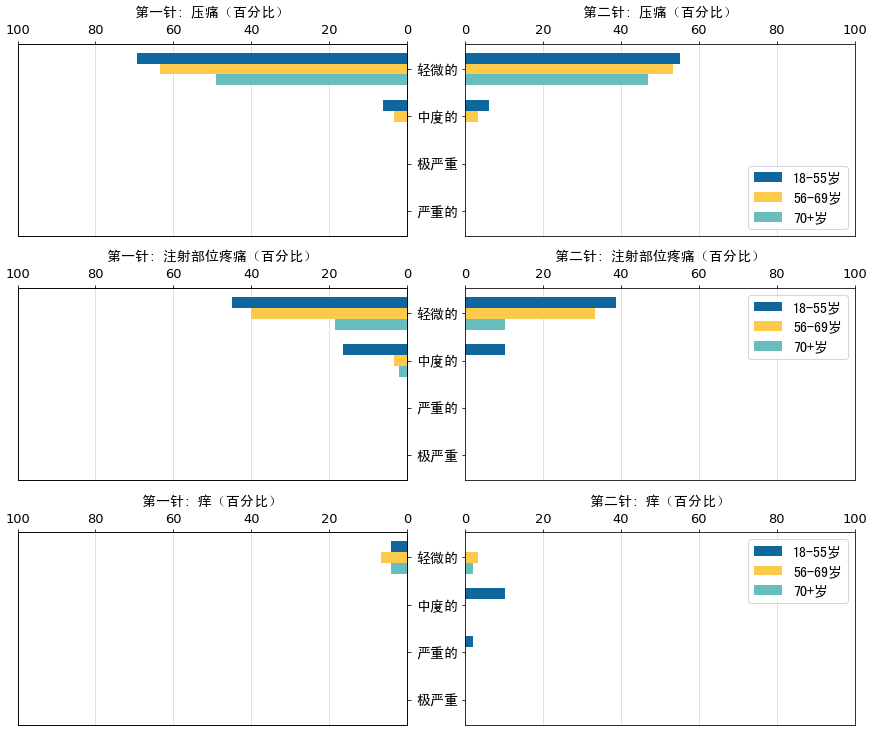 第一针: 压痛（百分比）
第二针: 压痛（百分比）
100 80 60 40 20 0
0 20 40 60 80 100
轻微的
中度的
极严重
严重的
18-55岁
56-69岁
70+岁
第一针: 注射部位疼痛（百分比）
第二针: 注射部位疼痛（百分比）
100 80 60 40 20 0
0 20 40 60 80 100
轻微的
中度的
严重的
极严重
18-55岁
56-69岁
70+岁
第一针: 痒（百分比）
第二针: 痒（百分比）
100 80 60 40 20 0
0 20 40 60 80 100
轻微的
中度的
严重的
极严重
18-55岁
56-69岁
70+岁